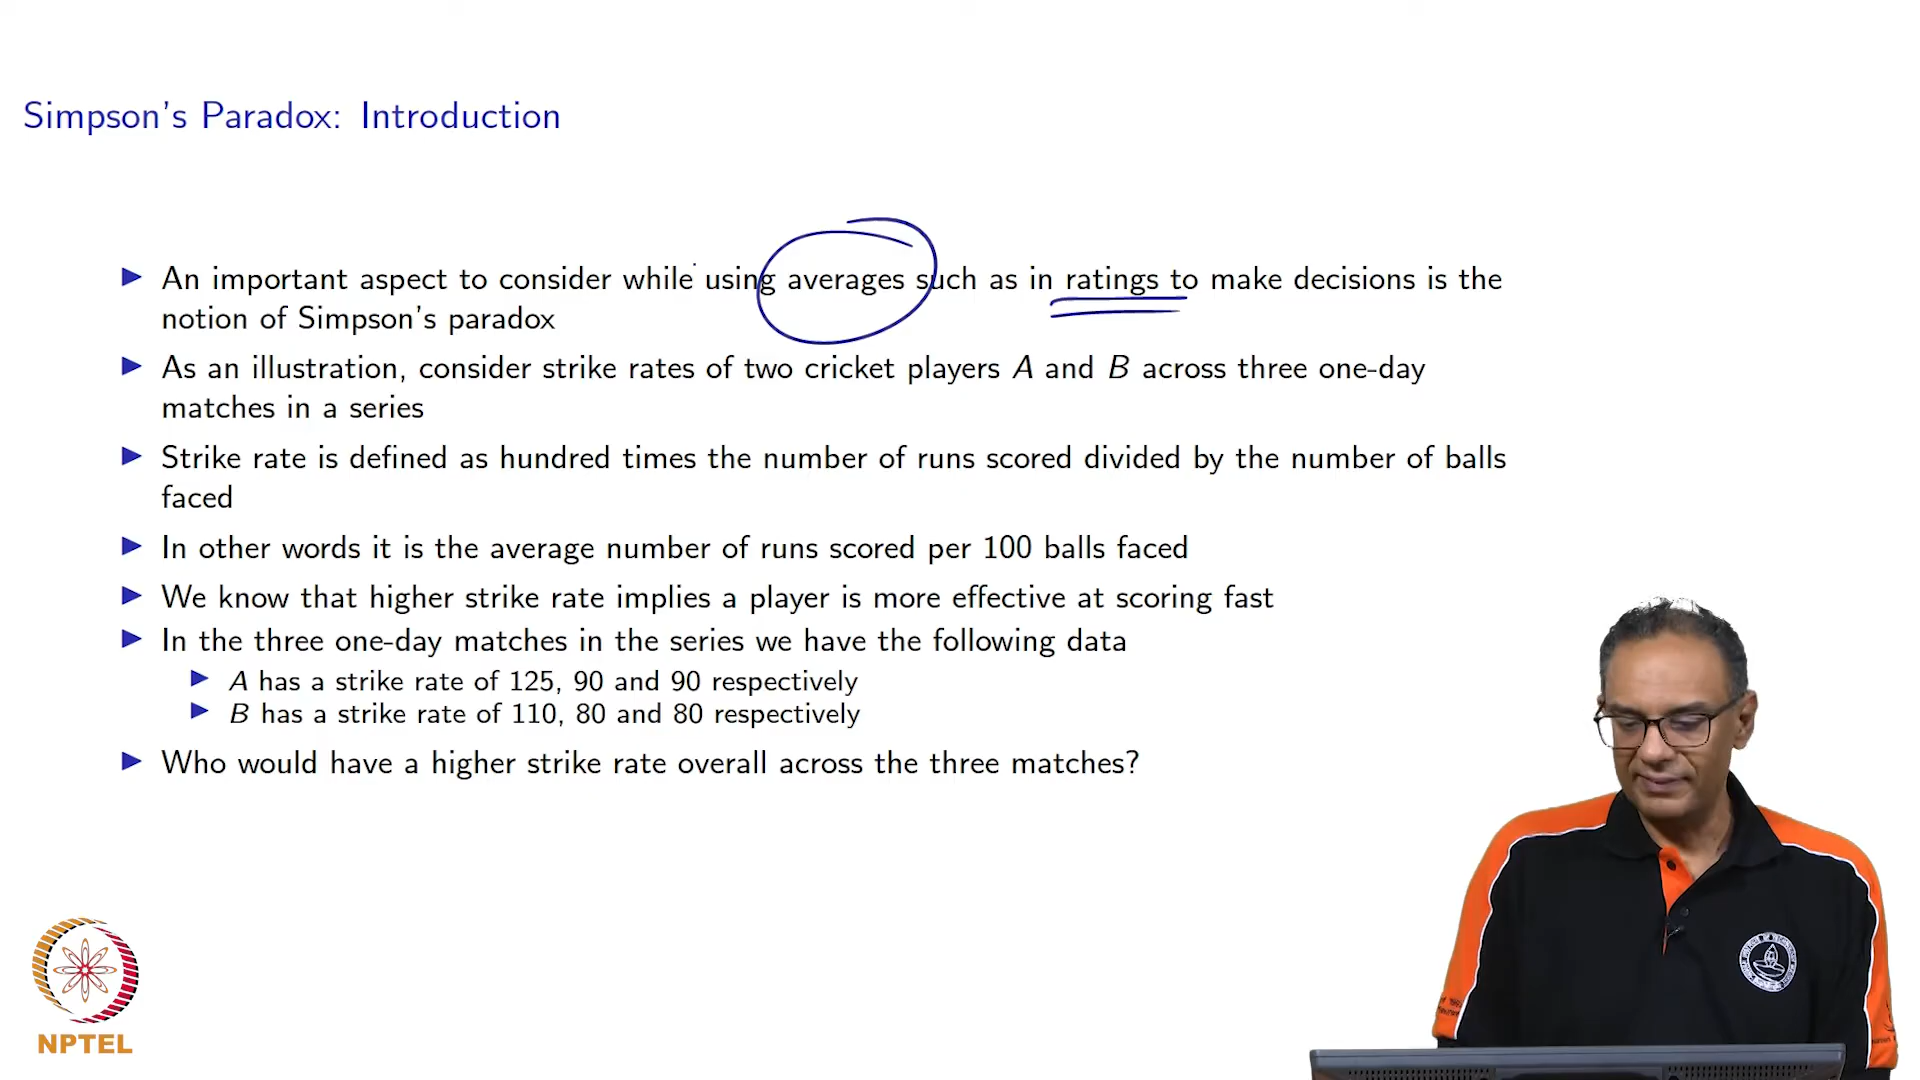 Simpson's Paradox: Introduction
▶ An important aspect to consider while using averages such as in ratings to make decisions is the
notion of Simpson's paradox
▶ As an illustration, consider strike rates of two cricket players A and B across three one-day
matches in a series
▶ Strike rate is defined as hundred times the number of runs scored divided by the number of balls
faced
▶ In other words it is the average number of runs scored per 100 balls faced
▶ We know that higher strike rate implies a player is more effective at scoring fast
▶ In the three one-day matches in the series we have the following data
▶ A has a strike rate of 125, 90 and 90 respectively
▶ B has a strike rate of 110, 80 and 80 respectively
▶ Who would have a higher strike rate overall across the three matches?
NPTEL